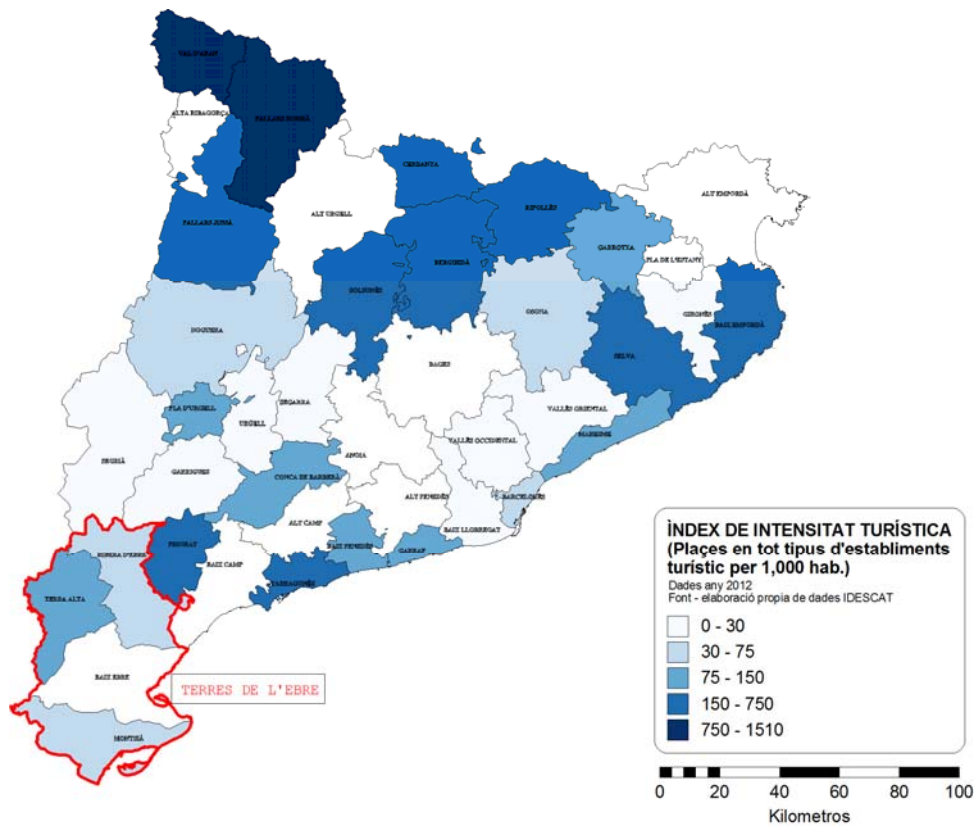 VAL D'ARAN
ALTA RIBAGORÇA
PALLARS SOBIRÀ
CERDANYA
ALT EMPORDÀ
RIPOLLÈS
ALT URGELL
PALLARS JUSSÀ
GARROTXA
PLA DE L'ESTANY
BERGUEDÀ
SOLSONÈS
OSONA
GIRONÈS
BAIX EMPORDÀ
NOGUERA
SELVA
BAGES
SEGARRA
PLA D'URGELL
VALLÈS ORIENTAL
URGELL
MARESME
VALLÈS OCCIDENTAL
ANOIA
SEGRIÀ
GARRIGUES
CONCA DE BARBERÀ
ALT PENEDÈS
BARCELONÈS
ALT CAMP
BAIX LLOBREGAT
PRIORAT
BAIX PENEDÈS
GARRAF
RIBERA D'EBRE
BAIX CAMP
TARRAGONÈS
TERRA ALTA
BAIX EBRE
TERRES DE L'EBRE
MONTSIÀ
ÌNDEX DE INTENSITAT TURÍSTICA
(Plaçes en tot tipus d'establiments
turístic per 1,000 hab.)
Dades any 2012
Font - elaboració propia de dades IDESCAT
0 - 30
30 - 75
75 - 150
150 - 750
750 - 1510
0 20 40 60 80 100
Kilometros